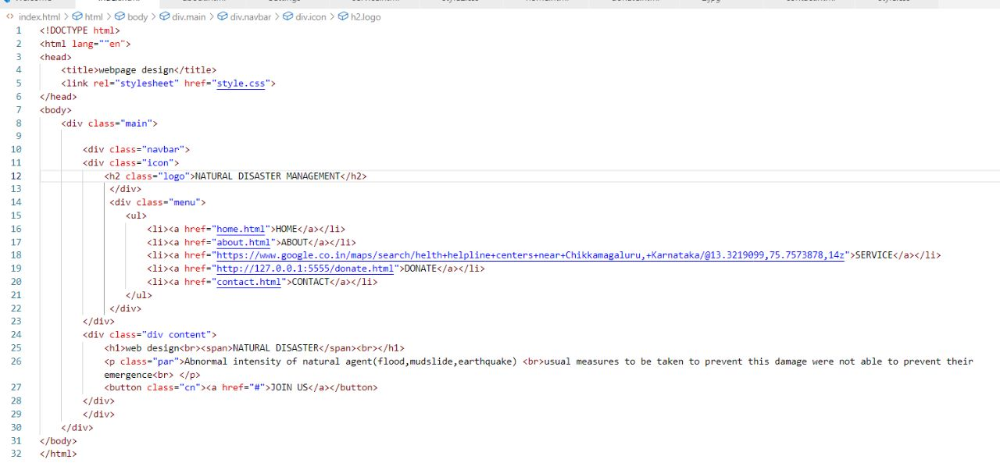 index.html > html > body > div.main > div.navbar > div.icon > h2.logo
1 <!DOCTYPE html>
2 <html lang=""en">
3 <head>
4 <title>webpage design</title>
5 <link rel="stylesheet" href="style.css">
6 </head>
7 <body>
8 <div class="main">
9
10 <div class="navbar">
11 <div class="icon">
12 <h2 class="logo">NATURAL DISASTER MANAGEMENT</h2>
13 </div>
14 <div class="menu">
15 <ul>
16 <li><a href="home.html">HOME</a></li>
17 <li><a href="about.html">ABOUT</a></li>
18 <li><a href="https://www.google.co.in/maps/search/helth+helpline+centers+near+Chikkamagaluru,+Karnataka/@13.3219099,75.7573878,14z">SERVICE</a></li>
19 <li><a href="http://127.0.0.1:5555/donate.html">DONATE</a></li>
20 <li><a href="contact.html">CONTACT</a></li>
21 </ul>
22 </div>
23 </div>
24 <div class="div content">
25 <h1>web design<br><span>NATURAL DISASTER</span><br></h1>
26 <p class="par">Abnormal intensity of natural agent(flood,mudslide,earthquake) <br>usual measures to be taken to prevent this damage were not able to prevent their
emergence<br> </p>
27 <button class="cn"><a href="#">JOIN US</a></button>
28 </div>
29 </div>
30 </div>
31 </body>
32 </html>